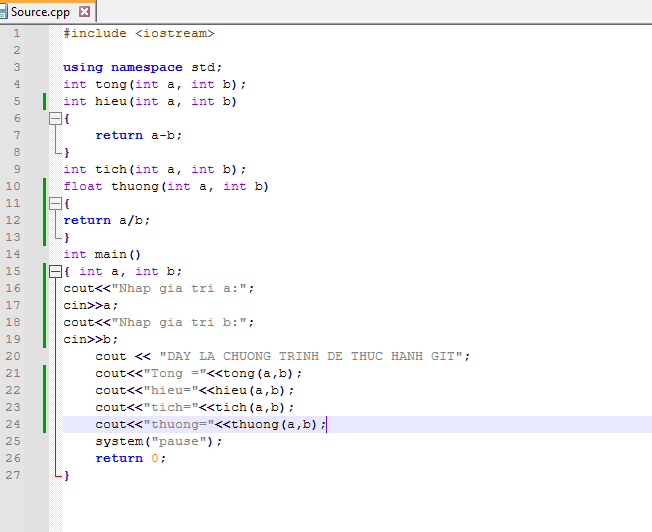 Source.cpp
1 #include <iostream>
2
3 using namespace std;
4 int tong(int a, int b);
5 int hieu(int a, int b)
6 {
7     return a-b;
8 }
9 int tich(int a, int b);
10 float thuong(int a, int b)
11 {
12 return a/b;
13 }
14 int main()
15 { int a, int b;
16 cout<<"Nhap gia tri a:";
17 cin>>a;
18 cout<<"Nhap gia tri b:";
19 cin>>b;
20     cout << "DAY LA CHUONG TRINH DE THUC HANH GIT";
21     cout<<"Tong ="<<tong(a,b);
22     cout<<"hieu="<<hieu(a,b);
23     cout<<"tich="<<tich(a,b);
24     cout<<"thuong="<<thuong(a,b);
25     system("pause");
26     return 0;
27 }